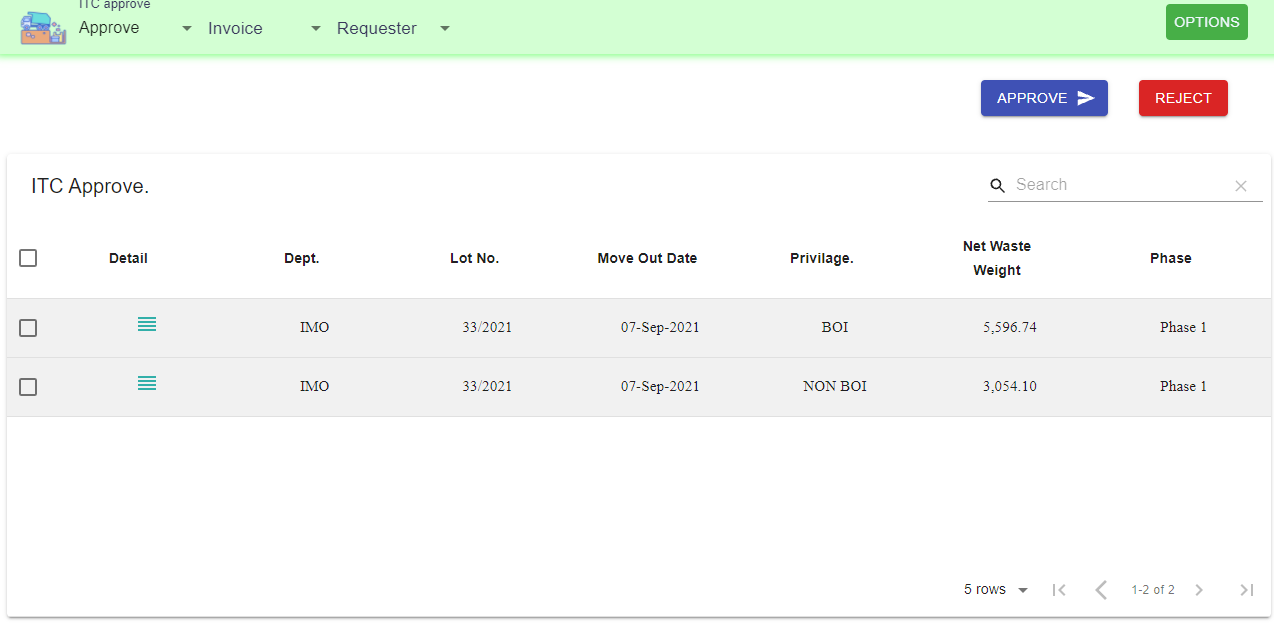 ITC approve
Approve Invoice Requester
OPTIONS
APPROVE REJECT
ITC Approve.
Search
Detail Dept. Lot No. Move Out Date Privilage. Net Waste Weight Phase
IMO 33/2021 07-Sep-2021 BOI 5,596.74 Phase 1
IMO 33/2021 07-Sep-2021 NON BOI 3,054.10 Phase 1
5 rows 1-2 of 2